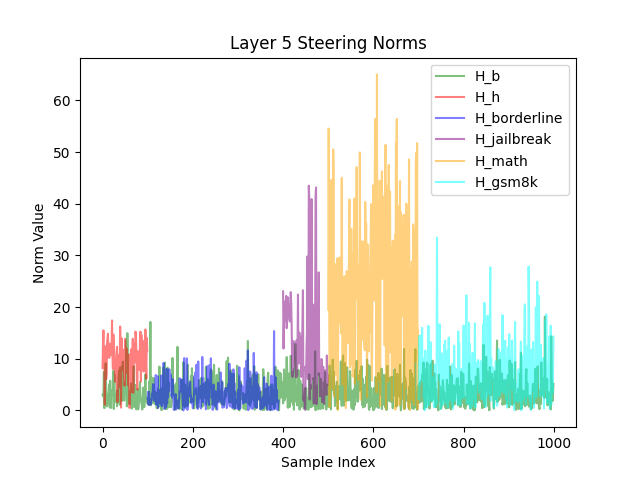 Layer 5 Steering Norms
H_b
H_h
H_borderline
H_jailbreak
H_math
H_gsm8k
Norm Value
60
50
40
30
20
10
0
0
200
400
600
800
1000
Sample Index